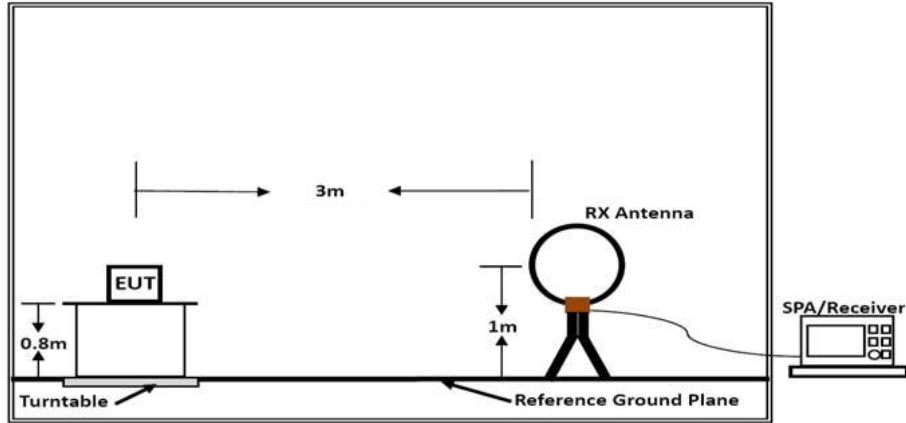 3m
RX Antenna
EUT
SPA/Receiver
0.8m
1m
Turntable
Reference Ground Plane